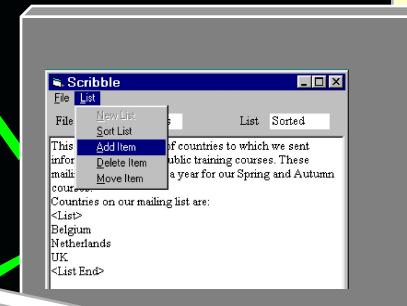 Scribble
File List
New List
Sort List
Add Item
Delete Item
Move Item
File s List Sorted
This of countries to which we sent
infor ublic training courses. These
maili a year for our Spring and Autumn
courses.
Countries on our mailing list are:
<List>
Belgium
Netherlands
UK
<List End>